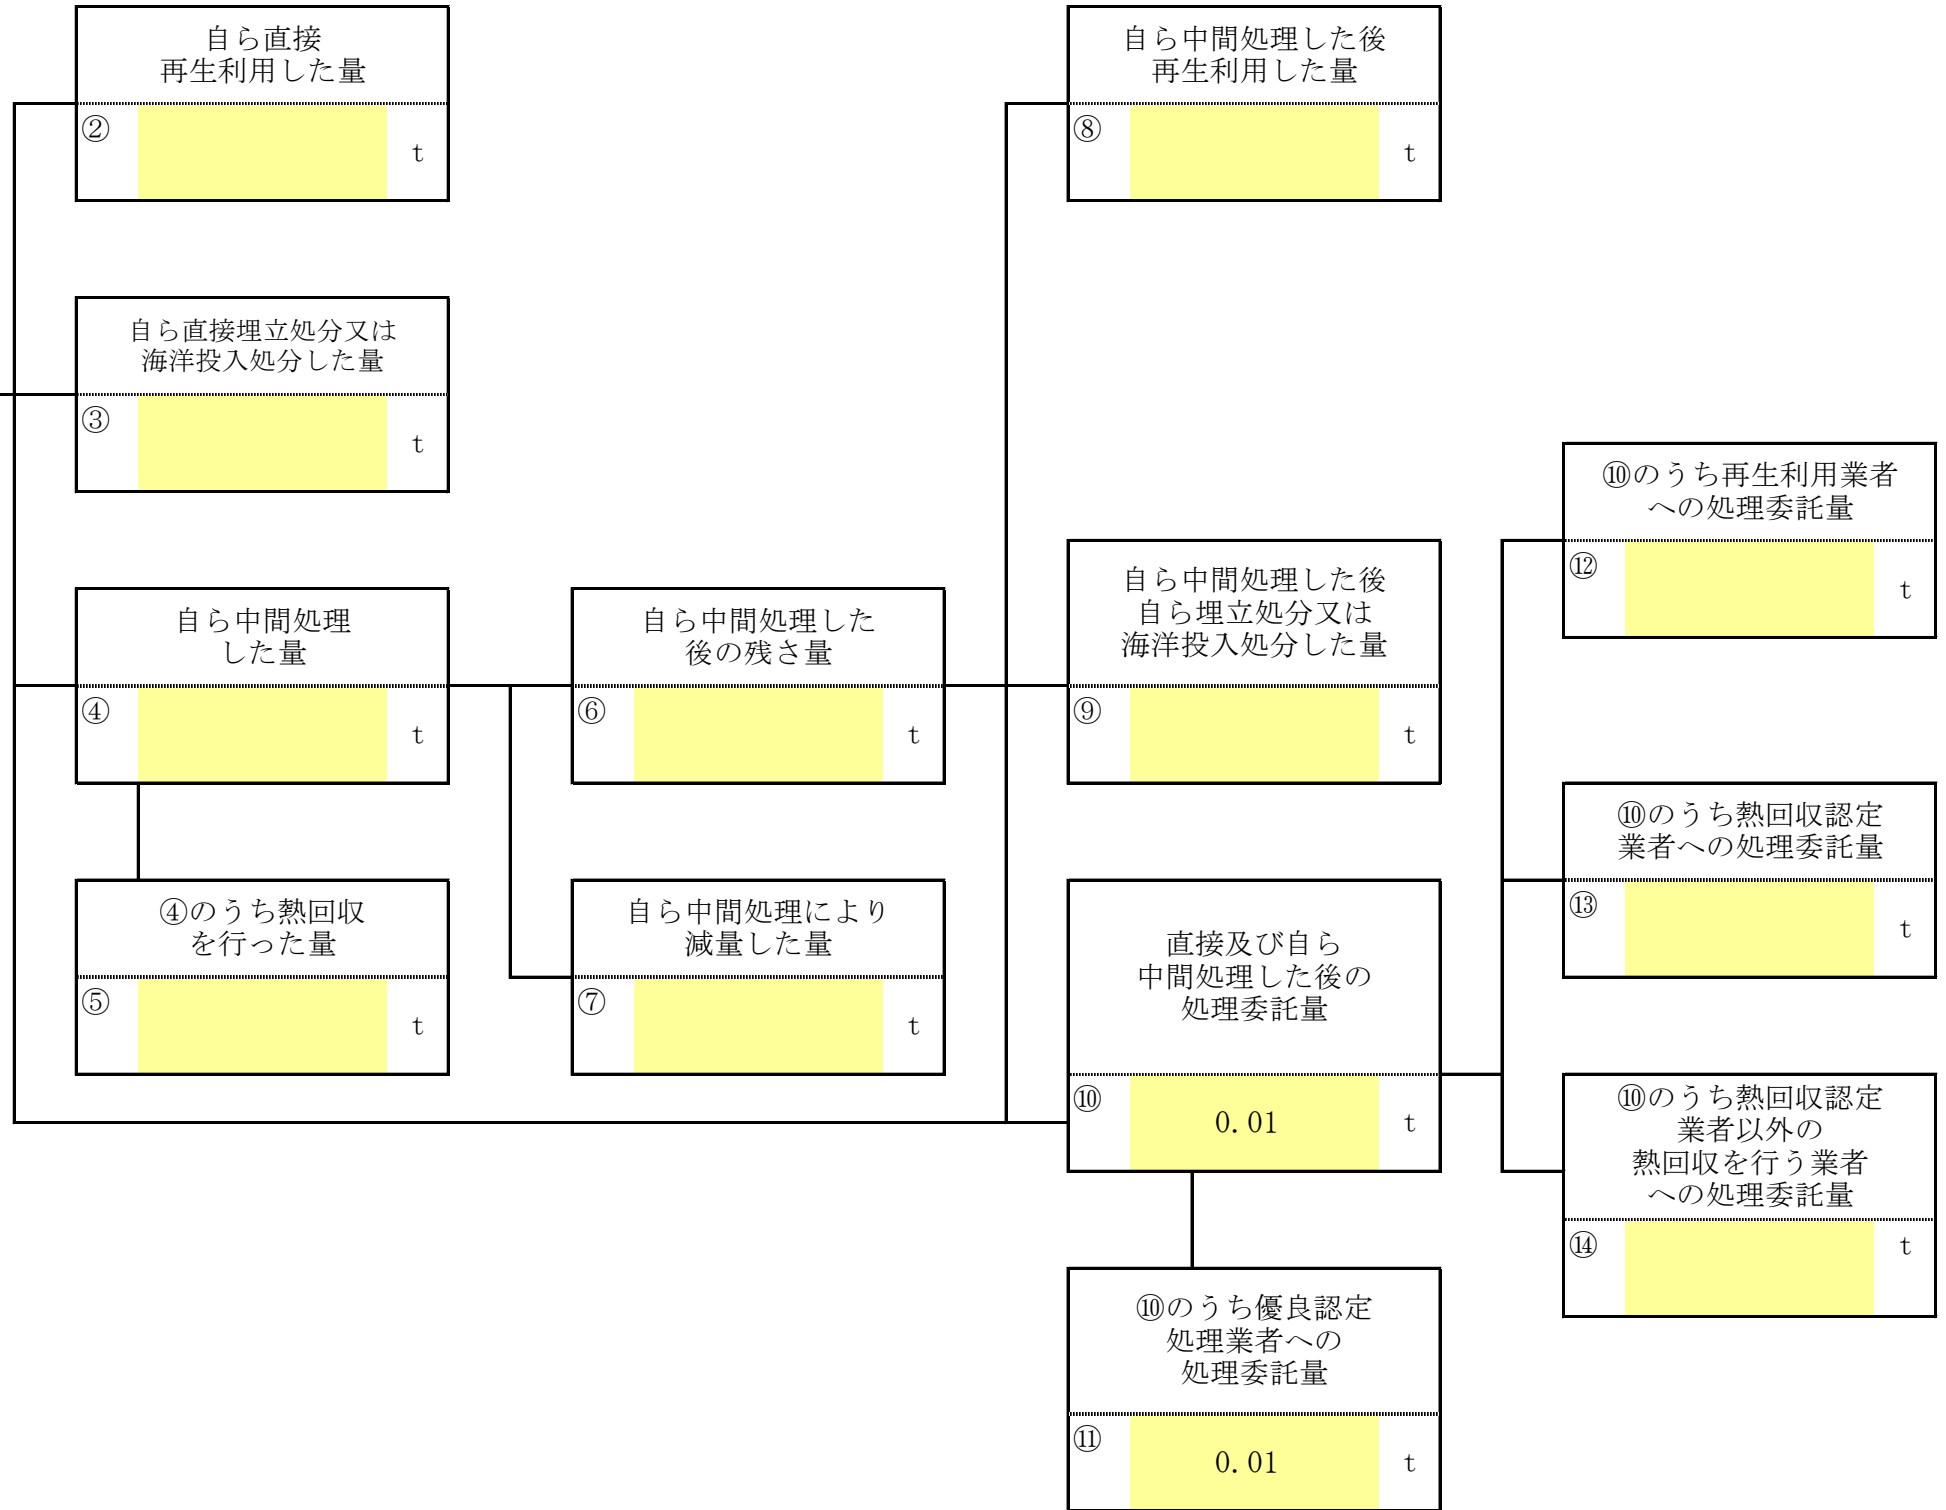 自ら直接
再生利用した量
②
t
自ら中間処理した後
再生利用した量
⑧
t
自ら直接埋立処分又は
海洋投入処分した量
③
t
⑩のうち再生利用業者
への処理委託量
⑫
t
自ら中間処理
した量
④
t
自ら中間処理した
後の残さ量
⑥
t
自ら中間処理した後
自ら埋立処分又は
海洋投入処分した量
⑨
t
⑩のうち熱回収認定
業者への処理委託量
⑬
t
④のうち熱回収
を行った量
⑤
t
自ら中間処理により
減量した量
⑦
t
直接及び自ら
中間処理した後の
処理委託量
⑩
0.01
t
⑩のうち熱回収認定
業者以外の
熱回収を行う業者
への処理委託量
⑭
t
⑩のうち優良認定
処理業者への
処理委託量
⑪
0.01
t